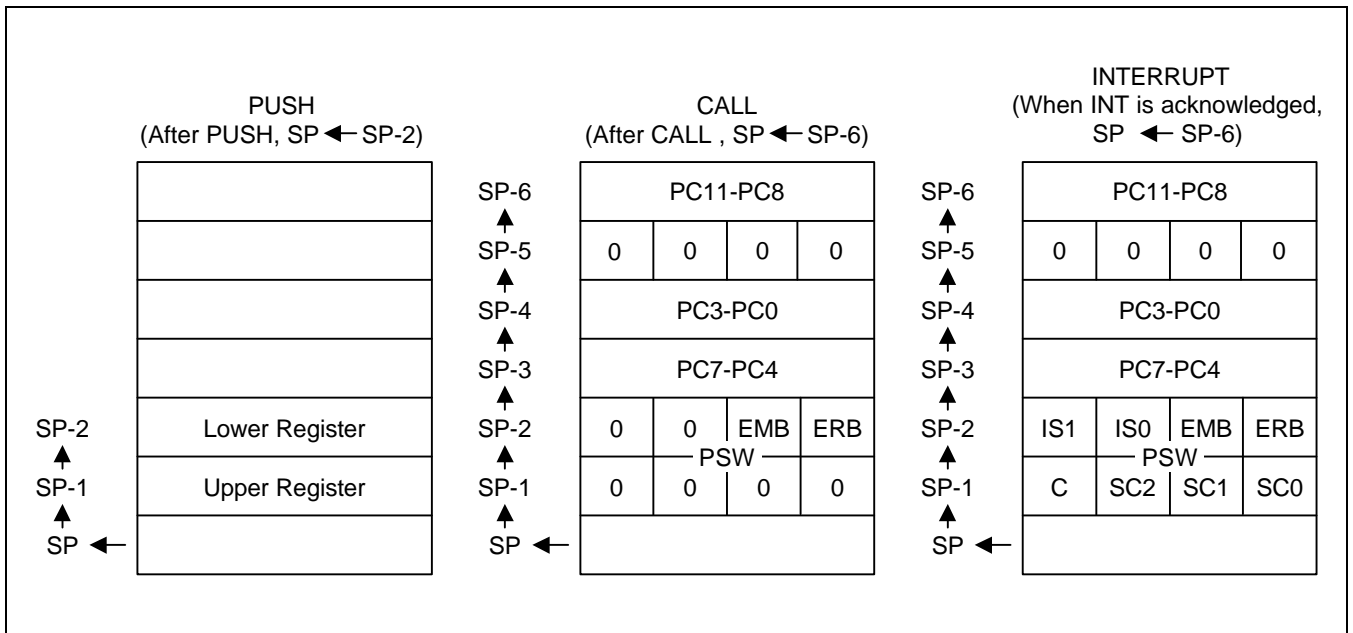 PUSH
(After PUSH, SP ← SP-2)
SP-2
Lower Register
SP-1
Upper Register
SP
CALL
(After CALL , SP ← SP-6)
SP-6
PC11-PC8
SP-5
0 0 0 0
SP-4
PC3-PC0
SP-3
PC7-PC4
SP-2
0 0 EMB ERB
PSW
SP-1
0 0 0 0
SP
INTERRUPT
(When INT is acknowledged,
SP ← SP-6)
SP-6
PC11-PC8
SP-5
0 0 0 0
SP-4
PC3-PC0
SP-3
PC7-PC4
SP-2
IS1 IS0 EMB ERB
PSW
SP-1
C SC2 SC1 SC0
SP